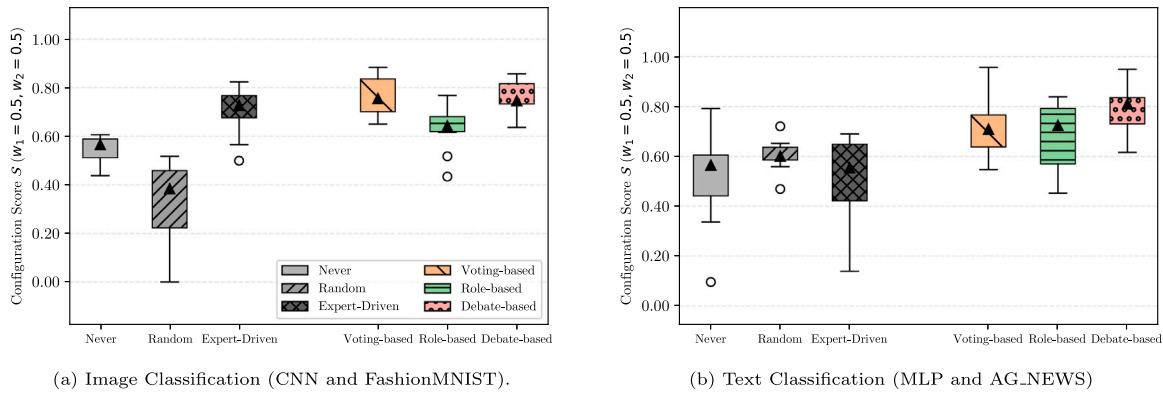 Configuration Score S (w₁ = 0.5, w₂ = 0.5)
1.00
0.80
0.60
0.40
0.20
0.00
Never
Random
Expert-Driven
Voting-based
Role-based
Debate-based
Never Random Expert-Driven Voting-based Role-based Debate-based
(a) Image Classification (CNN and FashionMNIST).
Configuration Score S (w₁ = 0.5, w₂ = 0.5)
1.00
0.80
0.60
0.40
0.20
0.00
Never Random Expert-Driven Voting-based Role-based Debate-based
(b) Text Classification (MLP and AG_NEWS)